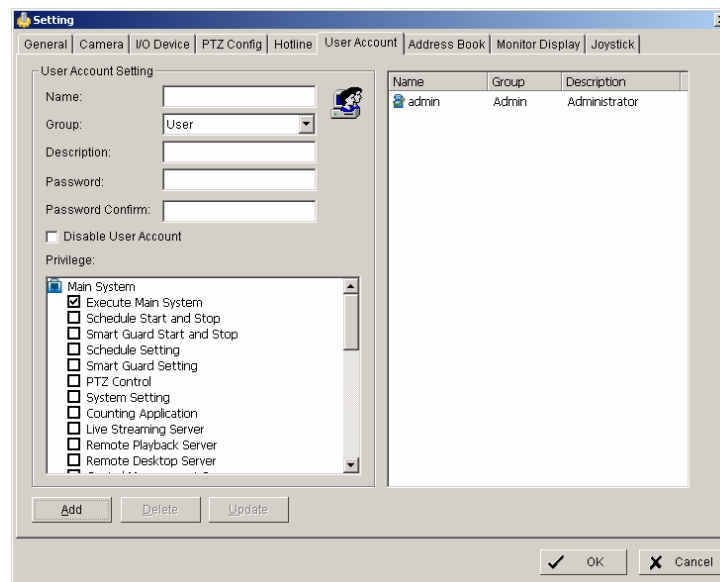 Setting
General Camera I/O Device PTZ Config Hotline User Account Address Book Monitor Display Joystick
User Account Setting
Name:
Group: User
Description:
Password:
Password Confirm:
Disable User Account
Privilege:
Main System
Execute Main System
Schedule Start and Stop
Smart Guard Start and Stop
Schedule Setting
Smart Guard Setting
PTZ Control
System Setting
Counting Application
Live Streaming Server
Remote Playback Server
Remote Desktop Server
Add Delete Update
Name Group Description
admin Admin Administrator
OK Cancel